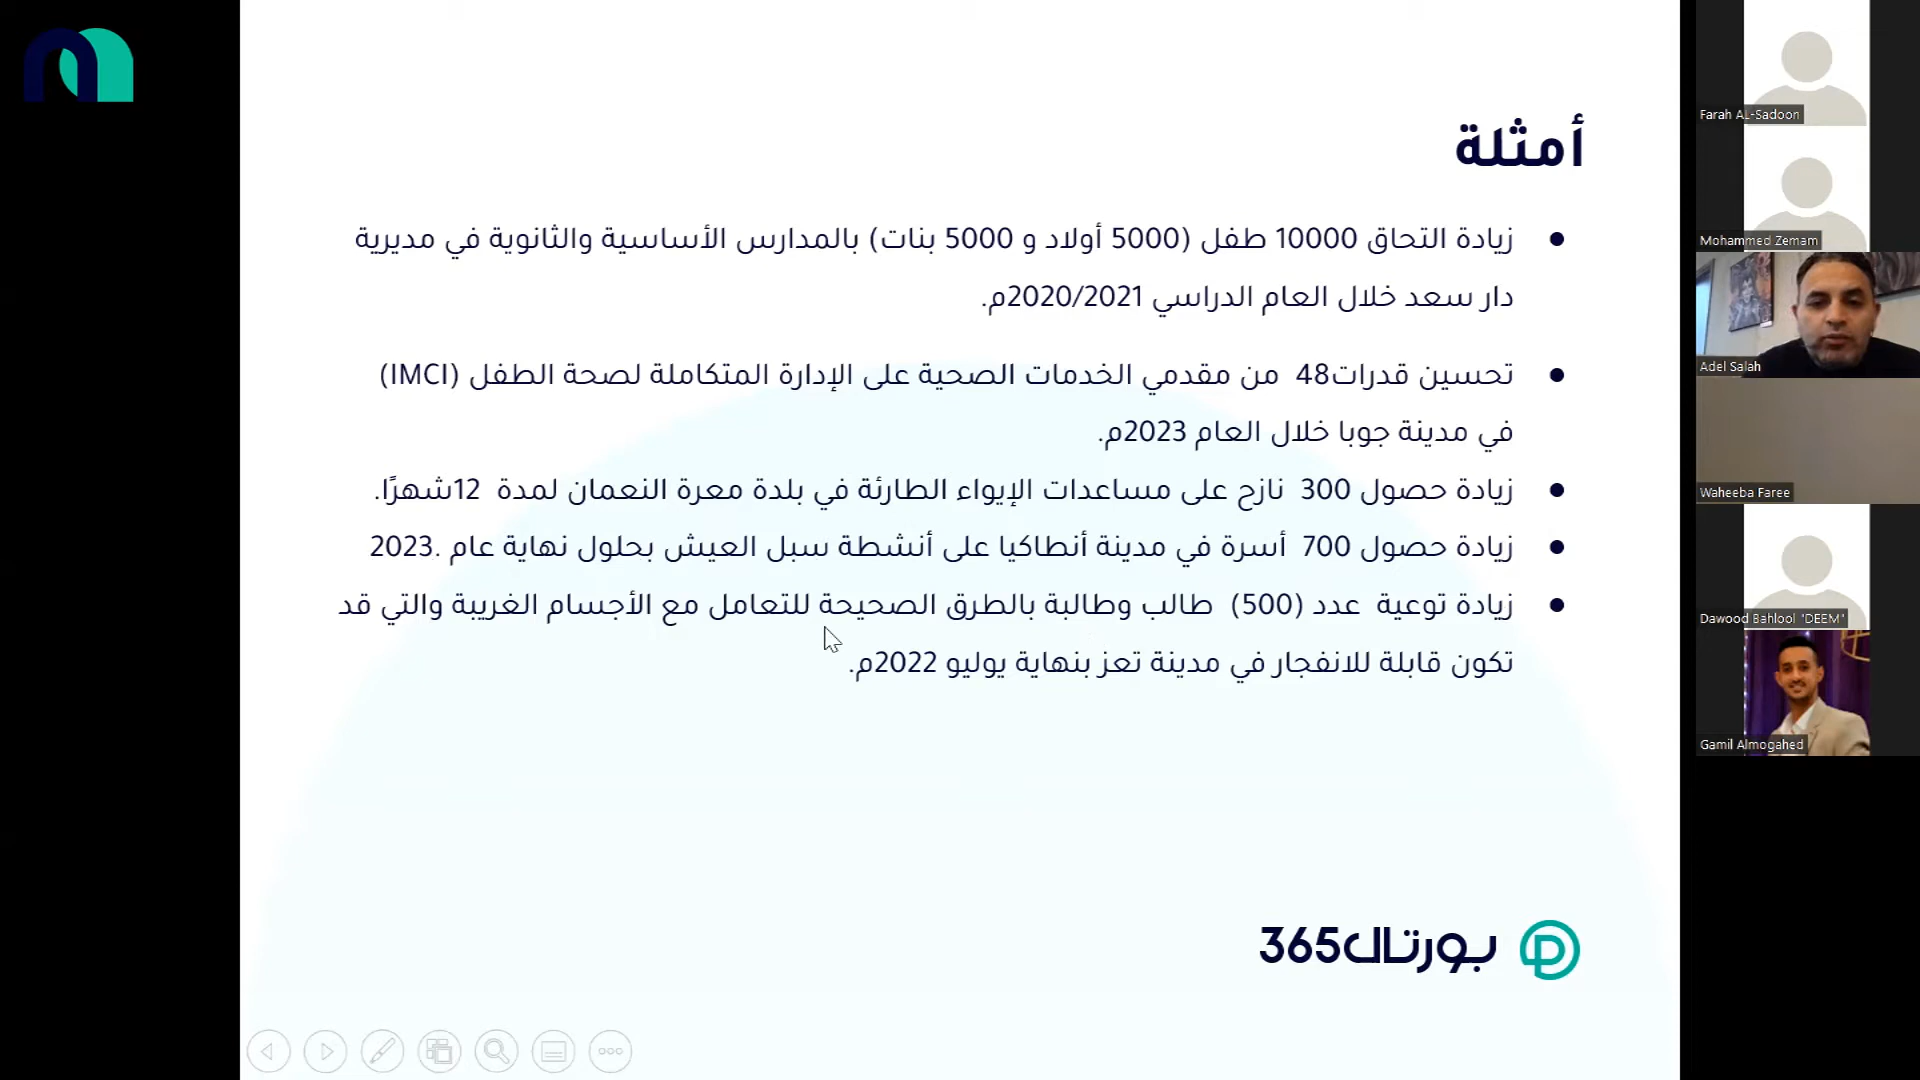 أمثلة
زيادة التحاق 10000 طفل (5000 أولاد و 5000 بنات) بالمدارس الأساسية والثانوية في مديرية
دار سعد خلال العام الدراسي 2020/2021م.
تحسين قدرات48 من مقدمي الخدمات الصحية على الإدارة المتكاملة لصحة الطفل (IMCI)
في مدينة جوبا خلال العام 2023م.
زيادة حصول 300 نازح على مساعدات الإيواء الطارئة في بلدة معرة النعمان لمدة 12شهرًا.
زيادة حصول 700 أسرة في مدينة أنطاكيا على أنشطة سبل العيش بحلول نهاية عام .2023
زيادة توعية عدد (500) طالب وطالبة بالطرق الصحيحة للتعامل مع الأجسام الغريبة والتي قد
تكون قابلة للانفجار في مدينة تعز بنهاية يوليو 2022م.
بورتال365
Farah AL-Sadoon
Mohammed Zemam
Adel Salah
Waheeba Faree
Dawood Bahlool "DEEM"
Gamil Almogahed